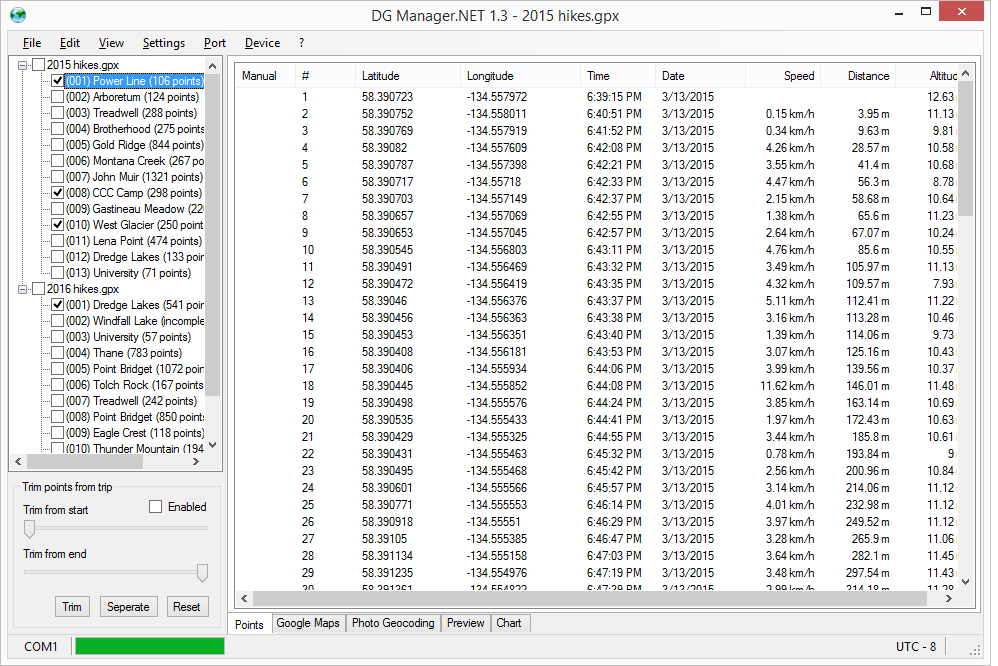 DG Manager.NET 1.3 - 2015 hikes.gpx
File Edit View Settings Port Device ?
2015 hikes.gpx
(001) Power Line (106 points)
(002) Arboretum (124 points)
(003) Treadwell (288 points)
(004) Brotherhood (275 points
(005) Gold Ridge (844 points)
(006) Montana Creek (267 po
(007) John Muir (1321 points)
(008) CCC Camp (298 points)
(009) Gastineau Meadow (22
(010) West Glacier (250 point
(011) Lena Point (474 points)
(012) Dredge Lakes (133 poir
(013) University (71 points)
2016 hikes.gpx
(001) Dredge Lakes (541 poir
(002) Windfall Lake (incomple
(003) University (57 points)
(004) Thane (783 points)
(005) Point Bridget (1072 poir
(006) Tolch Rock (167 points
(007) Treadwell (242 points)
(008) Point Bridget (850 points
(009) Eagle Crest (118 points)
(010) Thunder Mountain (194
Trim points from trip
Trim from start Enabled
Trim from end
Trim Seperate Reset
Manual # Latitude Longitude Time Date Speed Distance Altitud
1 58.390723 -134.557972 6:39:15 PM 3/13/2015 12.63
2 58.390752 -134.558011 6:40:51 PM 3/13/2015 0.15 km/h 3.95 m 11.13
3 58.390769 -134.557919 6:41:52 PM 3/13/2015 0.34 km/h 9.63 m 9.81
4 58.39082 -134.557609 6:42:08 PM 3/13/2015 4.26 km/h 28.57 m 10.58
5 58.390787 -134.557398 6:42:21 PM 3/13/2015 3.55 km/h 41.4 m 10.68
6 58.390717 -134.55718 6:42:33 PM 3/13/2015 4.47 km/h 56.3 m 8.78
7 58.390703 -134.557149 6:42:37 PM 3/13/2015 2.15 km/h 58.68 m 10.64
8 58.390657 -134.557069 6:42:55 PM 3/13/2015 1.38 km/h 65.6 m 11.23
9 58.390653 -134.557045 6:42:57 PM 3/13/2015 2.64 km/h 67.07 m 10.24
10 58.390545 -134.556803 6:43:11 PM 3/13/2015 4.76 km/h 85.6 m 10.55
11 58.390491 -134.556469 6:43:32 PM 3/13/2015 3.49 km/h 105.97 m 11.13
12 58.390472 -134.556419 6:43:35 PM 3/13/2015 4.32 km/h 109.57 m 7.93
13 58.39046 -134.556376 6:43:37 PM 3/13/2015 5.11 km/h 112.41 m 11.22
14 58.390456 -134.556363 6:43:38 PM 3/13/2015 3.16 km/h 113.28 m 10.46
15 58.390453 -134.556351 6:43:40 PM 3/13/2015 1.39 km/h 114.06 m 9.73
16 58.390408 -134.556181 6:43:53 PM 3/13/2015 3.07 km/h 125.16 m 10.43
17 58.390406 -134.555934 6:44:06 PM 3/13/2015 3.99 km/h 139.56 m 10.37
18 58.390445 -134.555852 6:44:08 PM 3/13/2015 11.62 km/h 146.01 m 11.48
19 58.390498 -134.555576 6:44:24 PM 3/13/2015 3.85 km/h 163.14 m 10.69
20 58.390535 -134.555433 6:44:41 PM 3/13/2015 1.97 km/h 172.43 m 10.63
21 58.390429 -134.555325 6:44:55 PM 3/13/2015 3.44 km/h 185.8 m 10.61
22 58.390431 -134.555463 6:45:32 PM 3/13/2015 0.78 km/h 193.84 m 9
23 58.390495 -134.555468 6:45:42 PM 3/13/2015 2.56 km/h 200.96 m 10.84
24 58.390601 -134.555566 6:45:57 PM 3/13/2015 3.14 km/h 214.06 m 11.12
25 58.390771 -134.555553 6:46:14 PM 3/13/2015 4.01 km/h 232.98 m 11.12
26 58.390918 -134.55551 6:46:29 PM 3/13/2015 3.97 km/h 249.52 m 11.12
27 58.39105 -134.555385 6:46:47 PM 3/13/2015 3.28 km/h 265.9 m 11.06
28 58.391134 -134.555158 6:47:03 PM 3/13/2015 3.64 km/h 282.1 m 11.45
29 58.391235 -134.554976 6:47:19 PM 3/13/2015 3.48 km/h 297.54 m 11.43
30 58.391361 -134.554822 6:47:39 PM 3/13/2015 2.99 km/h 314.18 m 11.28
Points Google Maps Photo Geocoding Preview Chart
COM1 UTC - 8